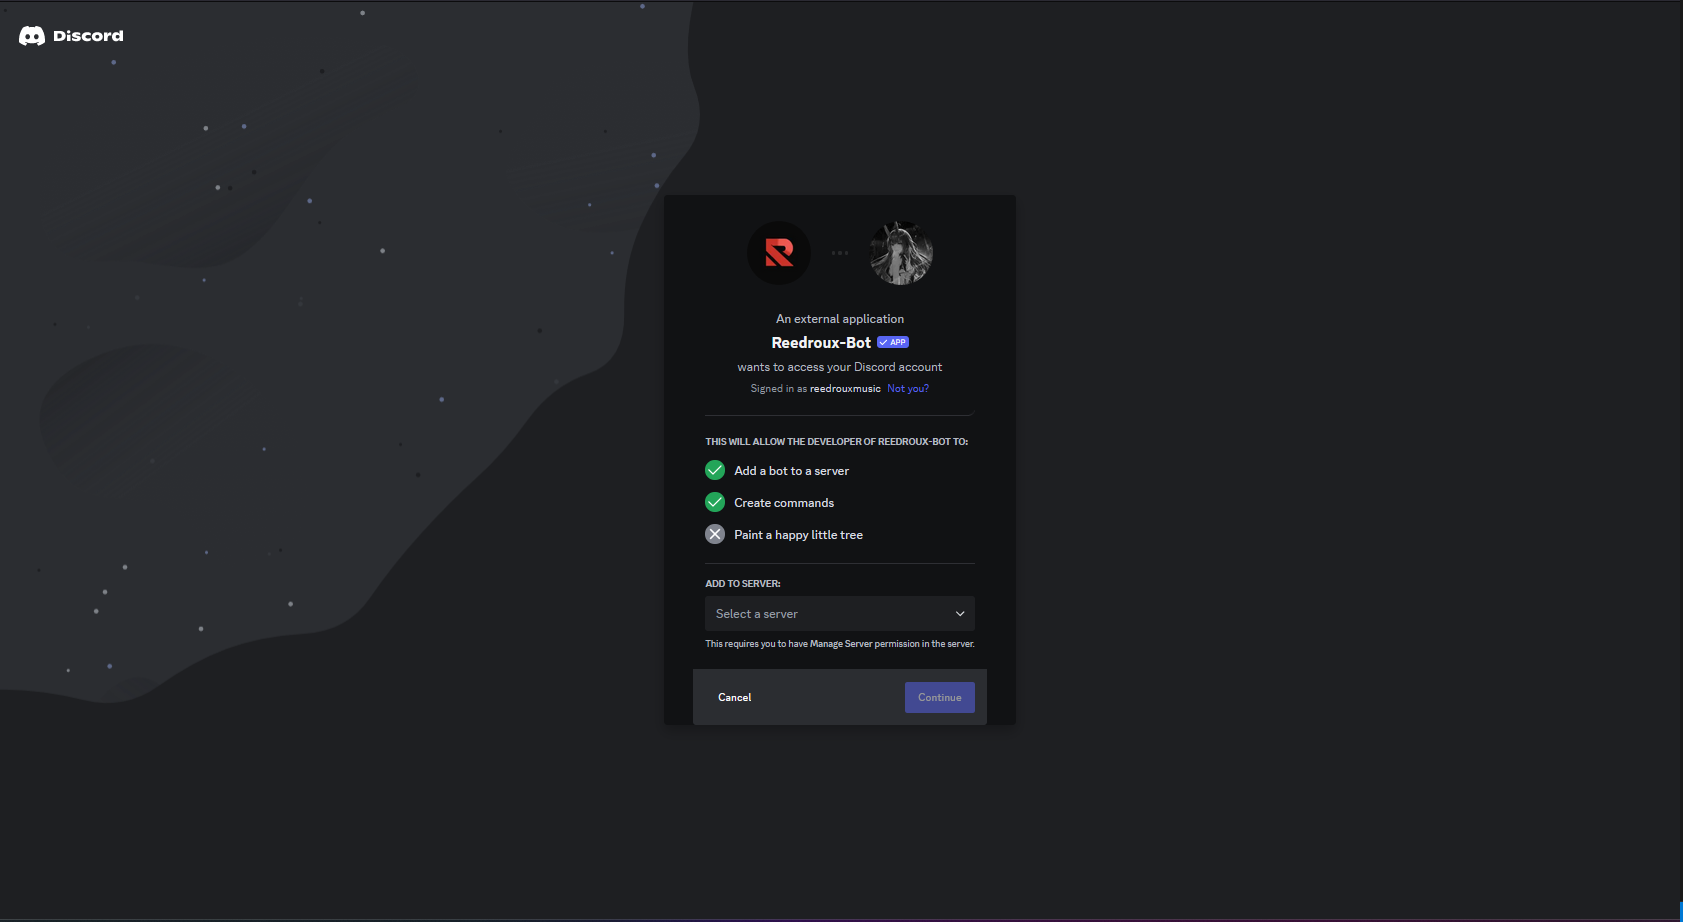 Discord
An external application
Reedroux-Bot APP
wants to access your Discord account
Signed in as reedrouxmusic Not you?
THIS WILL ALLOW THE DEVELOPER OF REEDROUX-BOT TO:
Add a bot to a server
Create commands
Paint a happy little tree
ADD TO SERVER:
Select a server
This requires you to have Manage Server permission in the server.
Cancel Continue